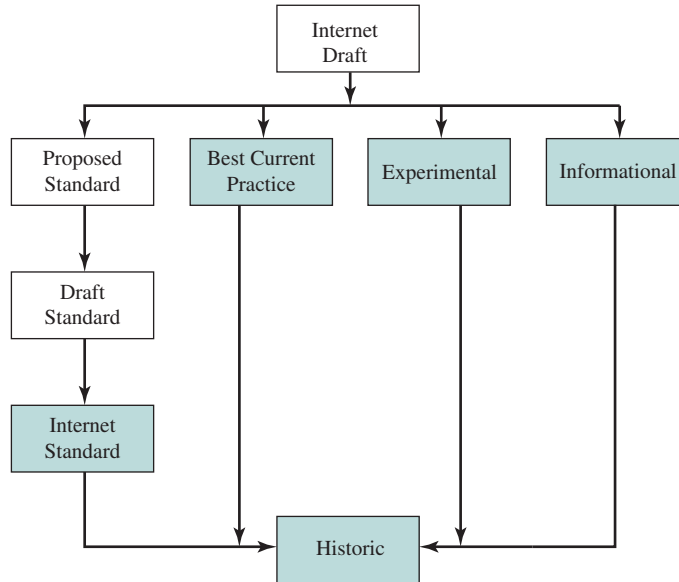 Internet
Draft
Proposed
Standard
Best Current
Practice
Experimental
Informational
Draft
Standard
Internet
Standard
Historic